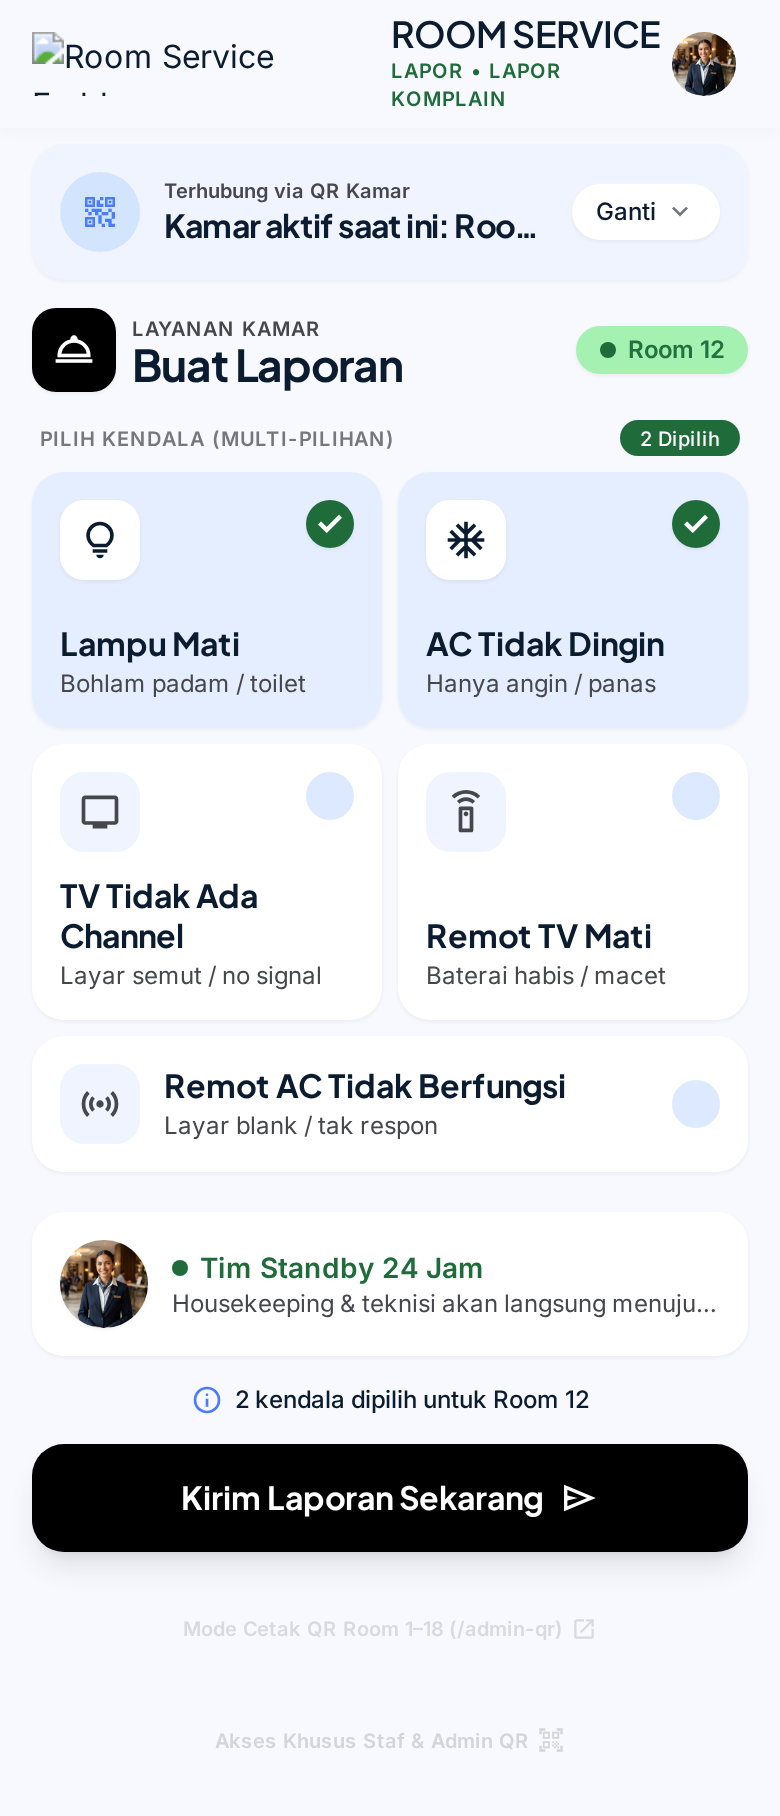 Room Service
ROOM SERVICE
LAPOR • LAPOR
KOMPLAIN
Terhubung via QR Kamar
Kamar aktif saat ini: Roo...
Ganti
LAYANAN KAMAR
Buat Laporan
Room 12
PILIH KENDALA (MULTI-PILIHAN)
2 Dipilih
Lampu Mati
Bohlam padam / toilet
AC Tidak Dingin
Hanya angin / panas
TV Tidak Ada
Channel
Layar semut / no signal
Remot TV Mati
Baterai habis / macet
Remot AC Tidak Berfungsi
Layar blank / tak respon
Tim Standby 24 Jam
Housekeeping & teknisi akan langsung menuju...
2 kendala dipilih untuk Room 12
Kirim Laporan Sekarang
Mode Cetak QR Room 1–18 (/admin-qr)
Akses Khusus Staf & Admin QR